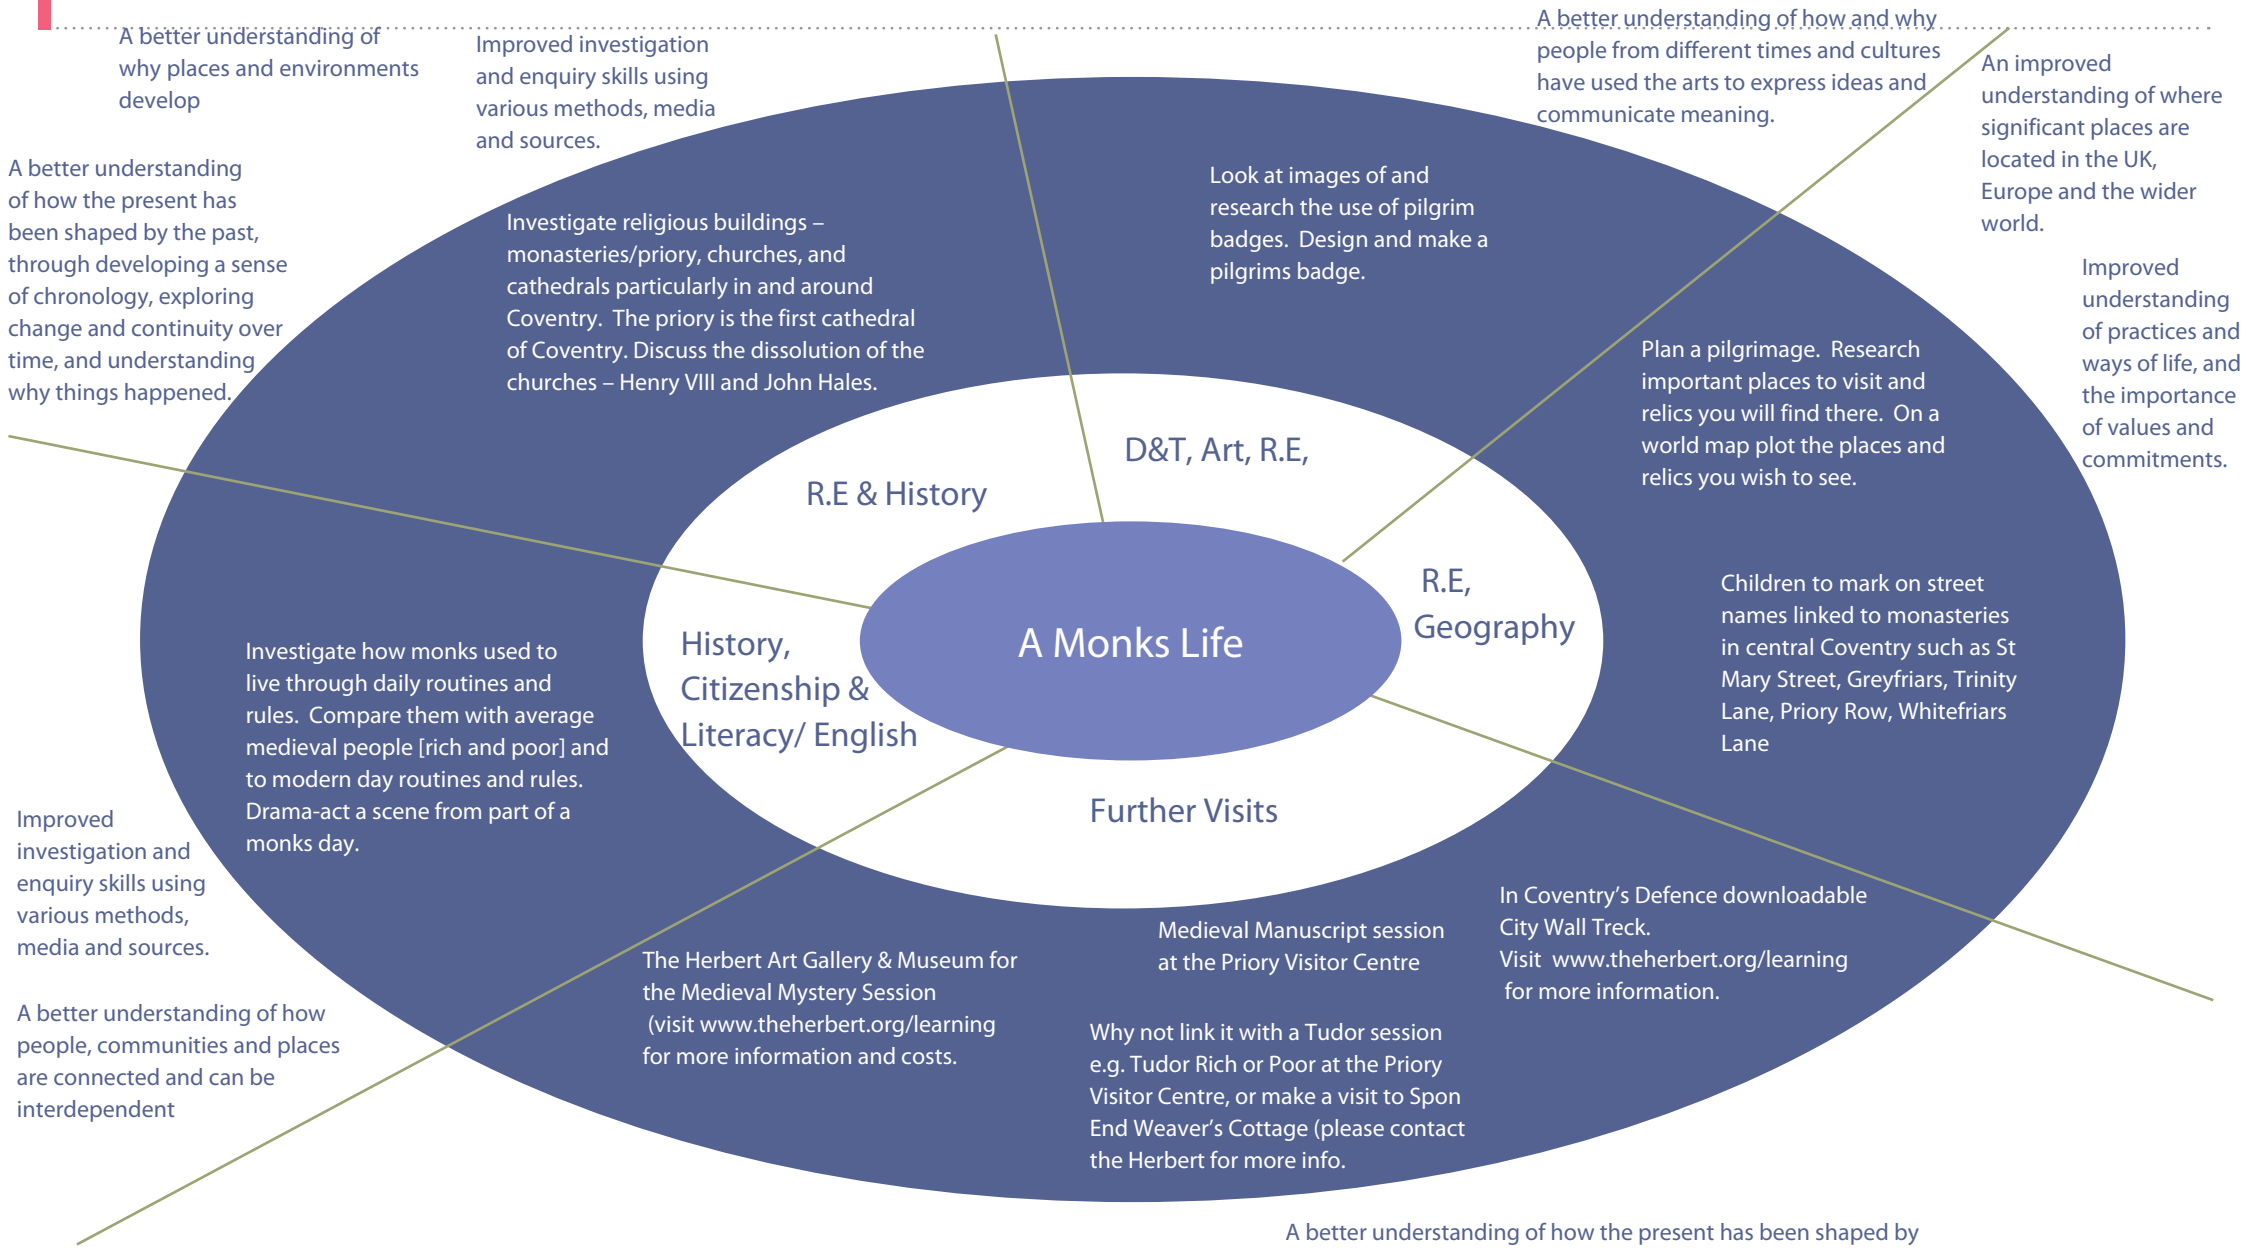 A better understanding of
why places and environments
develop
Improved investigation
and enquiry skills using
various methods, media
and sources.
A better understanding of how and why
people from different times and cultures
have used the arts to express ideas and
communicate meaning.
An improved
understanding of where
significant places are
located in the UK,
Europe and the wider
world.
A better understanding
of how the present has
been shaped by the past,
through developing a sense
of chronology, exploring
change and continuity over
time, and understanding
why things happened.
Investigate religious buildings –
monasteries/priory, churches, and
cathedrals particularly in and around
Coventry.  The priory is the first cathedral
of Coventry. Discuss the dissolution of the
churches – Henry VIII and John Hales.
Look at images of and
research the use of pilgrim
badges.  Design and make a
pilgrims badge.
Improved
understanding
of practices and
ways of life, and
the importance
of values and
commitments.
Plan a pilgrimage.  Research
important places to visit and
relics you will find there.  On a
world map plot the places and
relics you wish to see.
D&T, Art, R.E,
R.E & History
R.E,
Geography
Children to mark on street
names linked to monasteries
in central Coventry such as St
Mary Street, Greyfriars, Trinity
Lane, Priory Row, Whitefriars
Lane
A Monks Life
History,
Citizenship &
Literacy/ English
Investigate how monks used to
live through daily routines and
rules.  Compare them with average
medieval people [rich and poor] and
to modern day routines and rules.
Drama-act a scene from part of a
monks day.
Further Visits
Improved
investigation and
enquiry skills using
various methods,
media and sources.
A better understanding of how
people, communities and places
are connected and can be
interdependent
The Herbert Art Gallery & Museum for
the Medieval Mystery Session
(visit www.theherbert.org/learning
for more information and costs.
Medieval Manuscript session
at the Priory Visitor Centre
In Coventry’s Defence downloadable
City Wall Treck.
Visit  www.theherbert.org/learning
for more information.
Why not link it with a Tudor session
e.g. Tudor Rich or Poor at the Priory
Visitor Centre, or make a visit to Spon
End Weaver’s Cottage (please contact
the Herbert for more info.
A better understanding of how the present has been shaped by